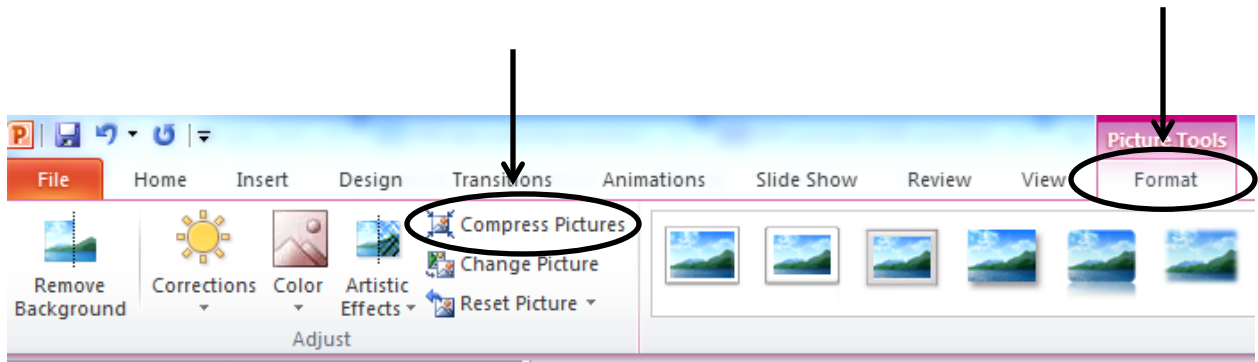 P
Picture Tools
File Home Insert Design Transitions Animations Slide Show Review View Format
Compress Pictures
Change Picture
Reset Picture
Remove
Background
Corrections
Color
Artistic
Effects
Adjust